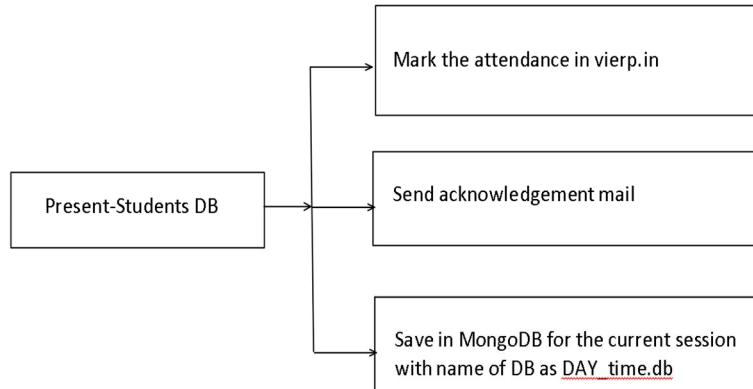 Mark the attendance in vierp.in
Present-Students DB
Send acknowledgement mail
Save in MongoDB for the current session
with name of DB as DAY_time.db